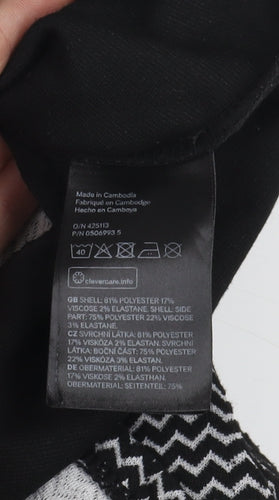 Made in Cambodia
Fabriqué en Cambodge
Hecho en Camboya
O/N 425113
P/N 0506993 5
40
clevercare.info
GB SHELL: 81% POLYESTER 17%
VISCOSE 2% ELASTANE. SHELL: SIDE
PART: 75% POLYESTER 22% VISCOSE
3% ELASTANE.
CZ SVRCHNÍ LÁTKA: 81% POLYESTER
17% VISKÓZA 2% ELASTAN. SVRCHNÍ
LÁTKA: BOČNÍ ČÁST: 75% POLYESTER
22% VISKÓZA 3% ELASTAN.
DE OBERMATERIAL: 81% POLYESTER
17% VISKOSE 2% ELASTHAN.
OBERMATERIAL: SEITENTEIL: 75%